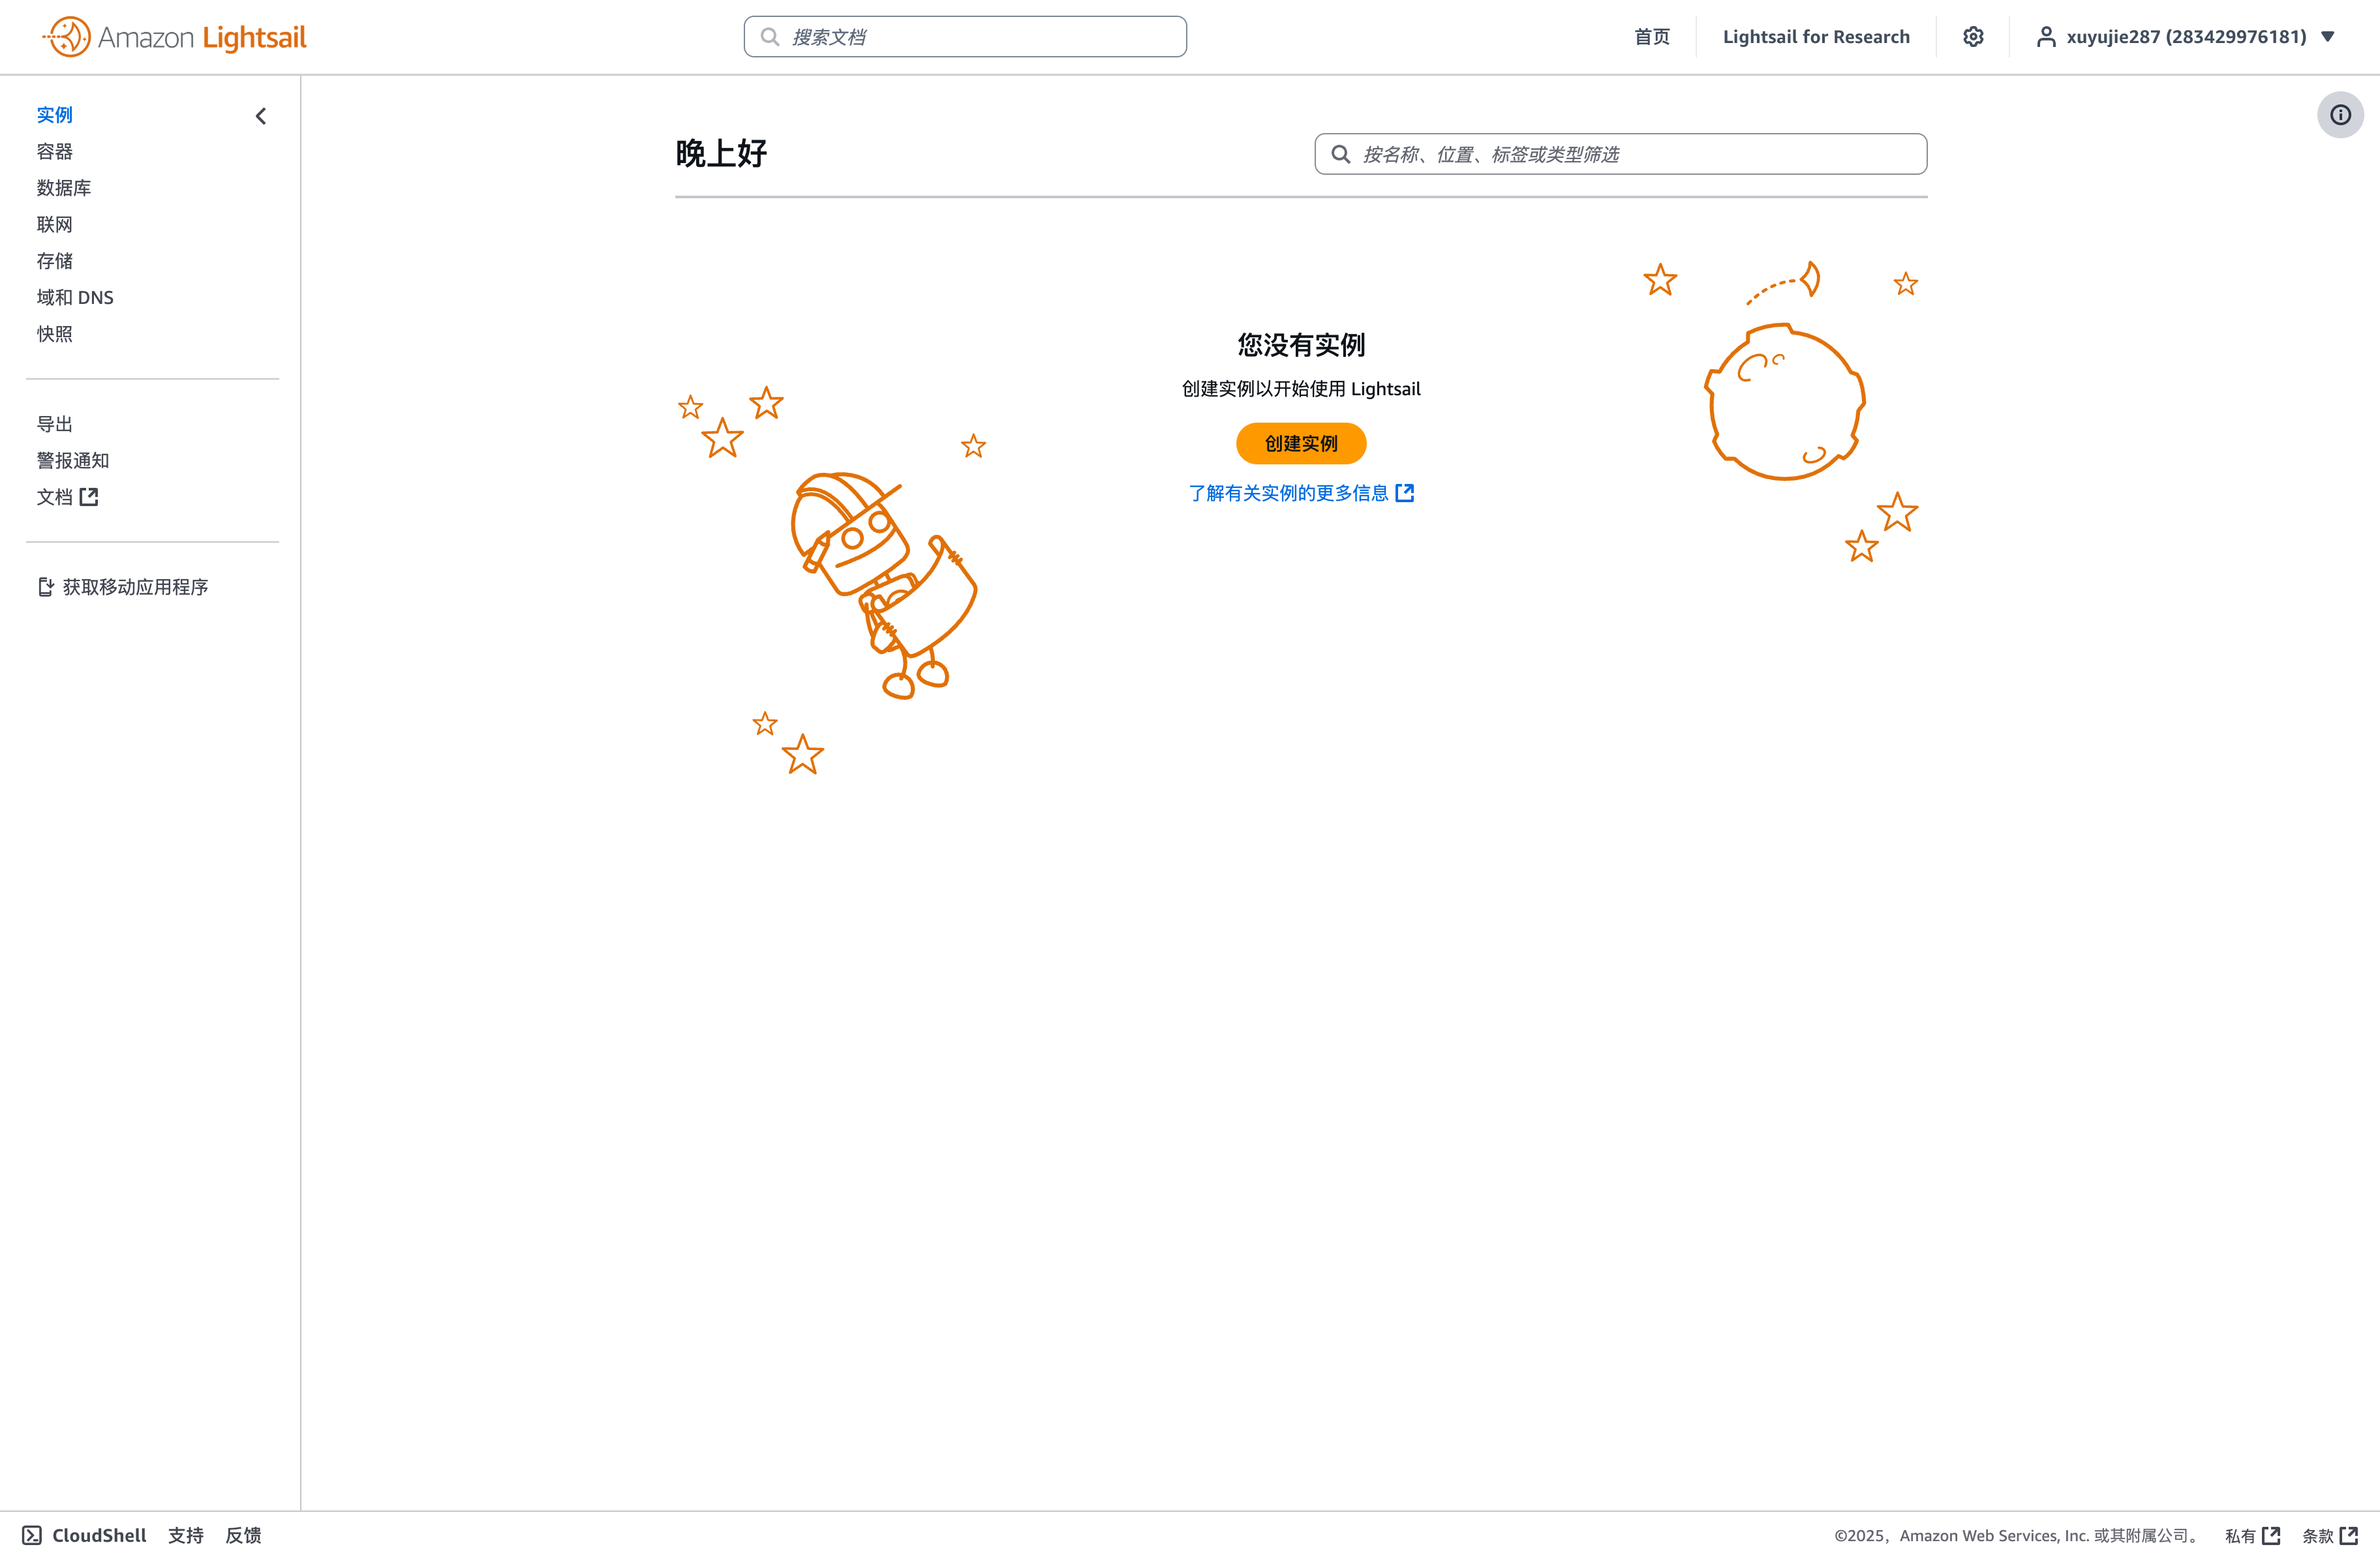 Amazon Lightsail
搜索文档
首页
Lightsail for Research
xuyujie287 (283429976181)
实例
容器
数据库
联网
存储
域和 DNS
快照
导出
警报通知
文档
获取移动应用程序
晚上好
按名称、位置、标签或类型筛选
您没有实例
创建实例以开始使用 Lightsail
创建实例
了解有关实例的更多信息
CloudShell
支持
反馈
©2025，Amazon Web Services, Inc. 或其附属公司。
私有
条款